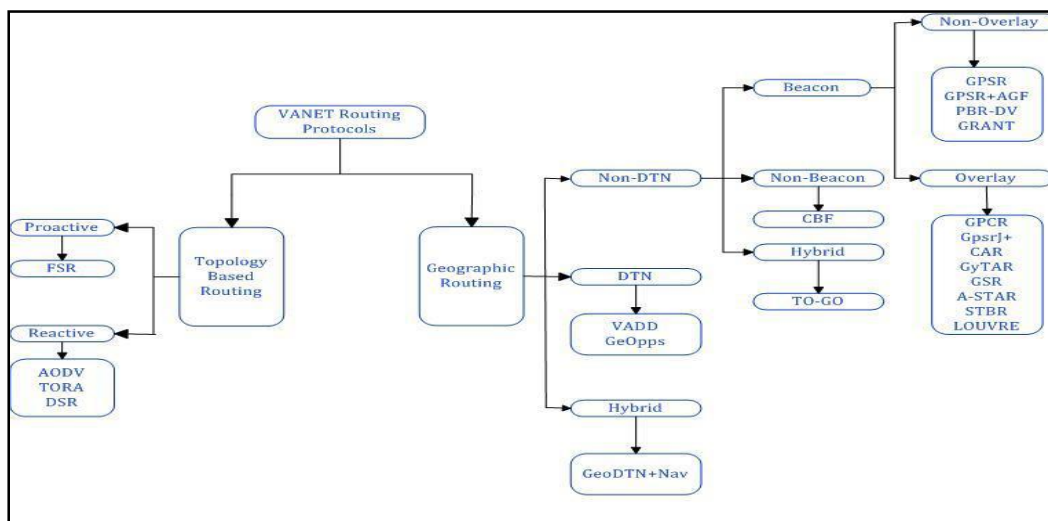 VANET Routing
Protocols
Topology
Based
Routing
Proactive
FSR
Reactive
AODV
TORA
DSR
Geographic
Routing
Non-DTN
Beacon
Non-Overlay
GPSR
GPSR+AGF
PBR-DV
GRANT
Overlay
GPCR
GpsrJ+
CAR
GyTAR
GSR
A-STAR
STBR
LOUVRE
Non-Beacon
CBF
Hybrid
TO-GO
DTN
VADD
GeOpps
Hybrid
GeoDTN+Nav